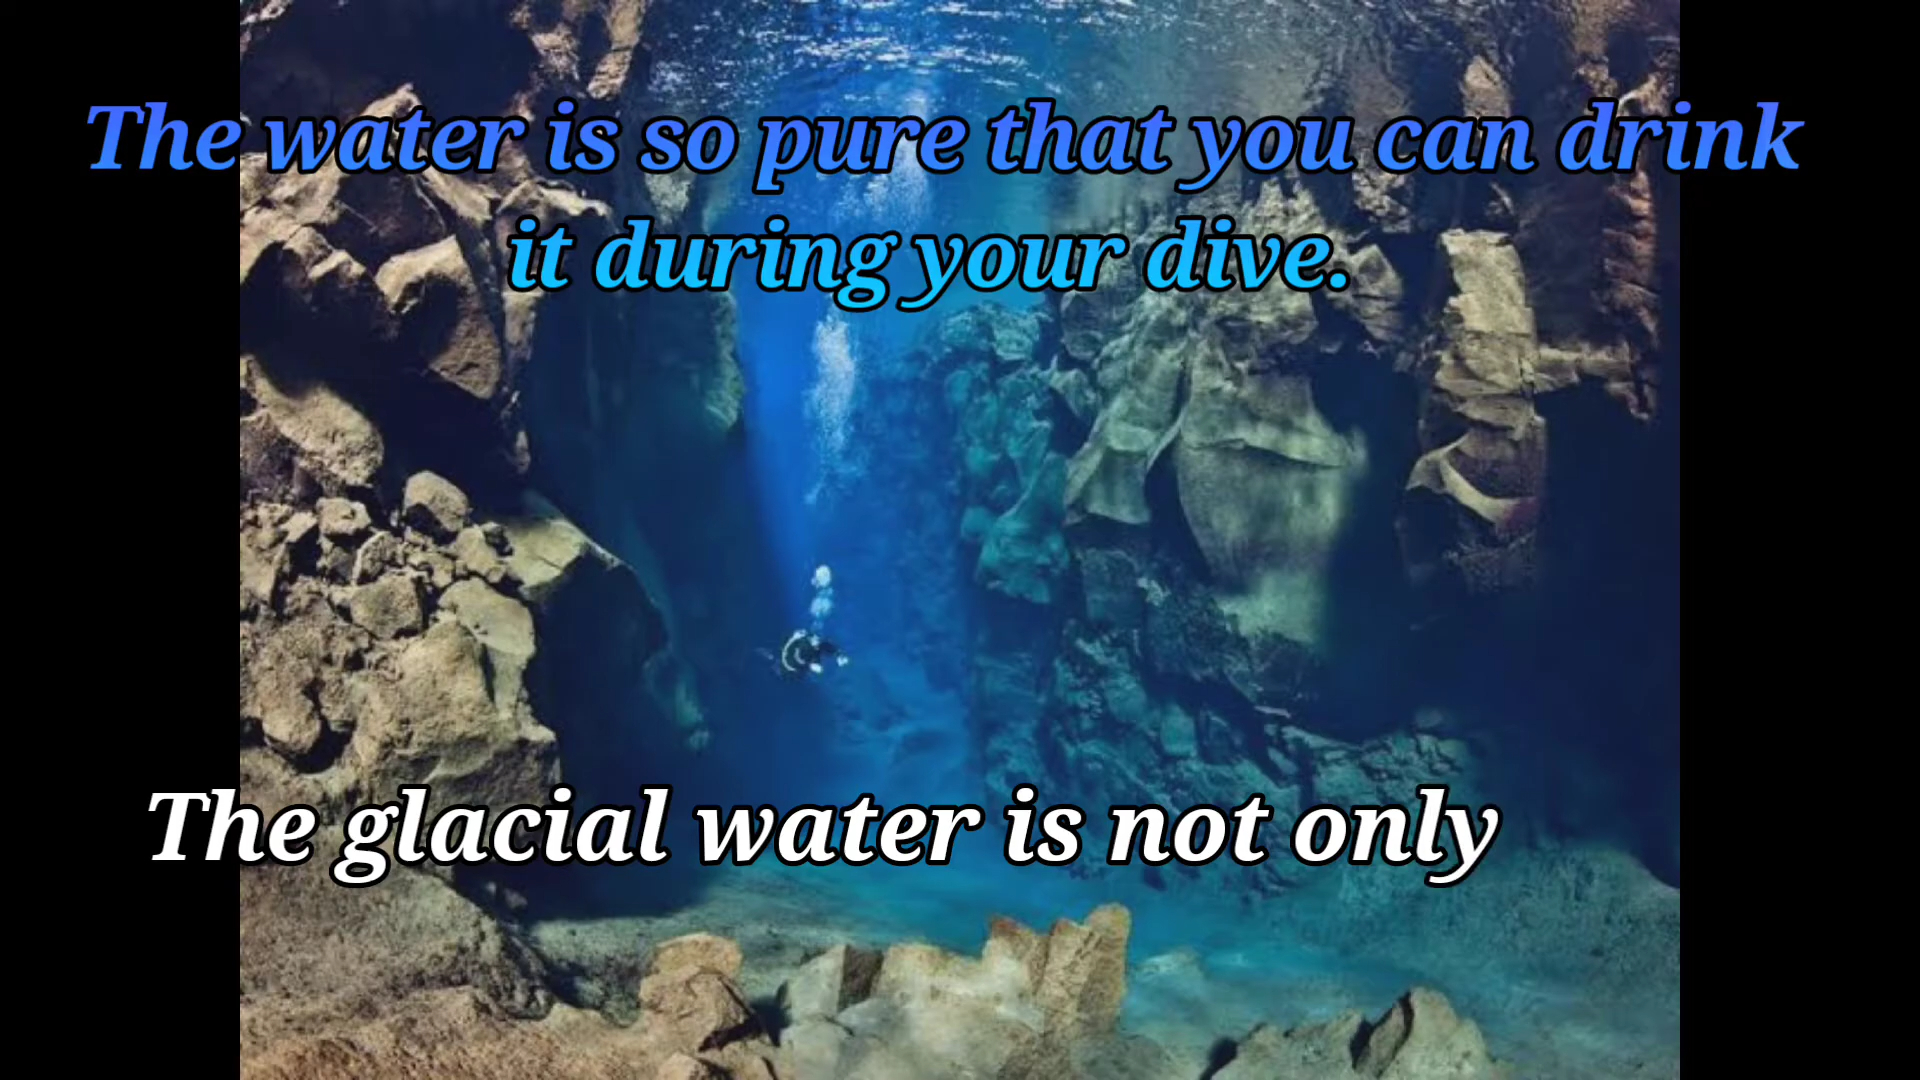 The water is so pure that you can drink
it during your dive.
The glacial water is not only